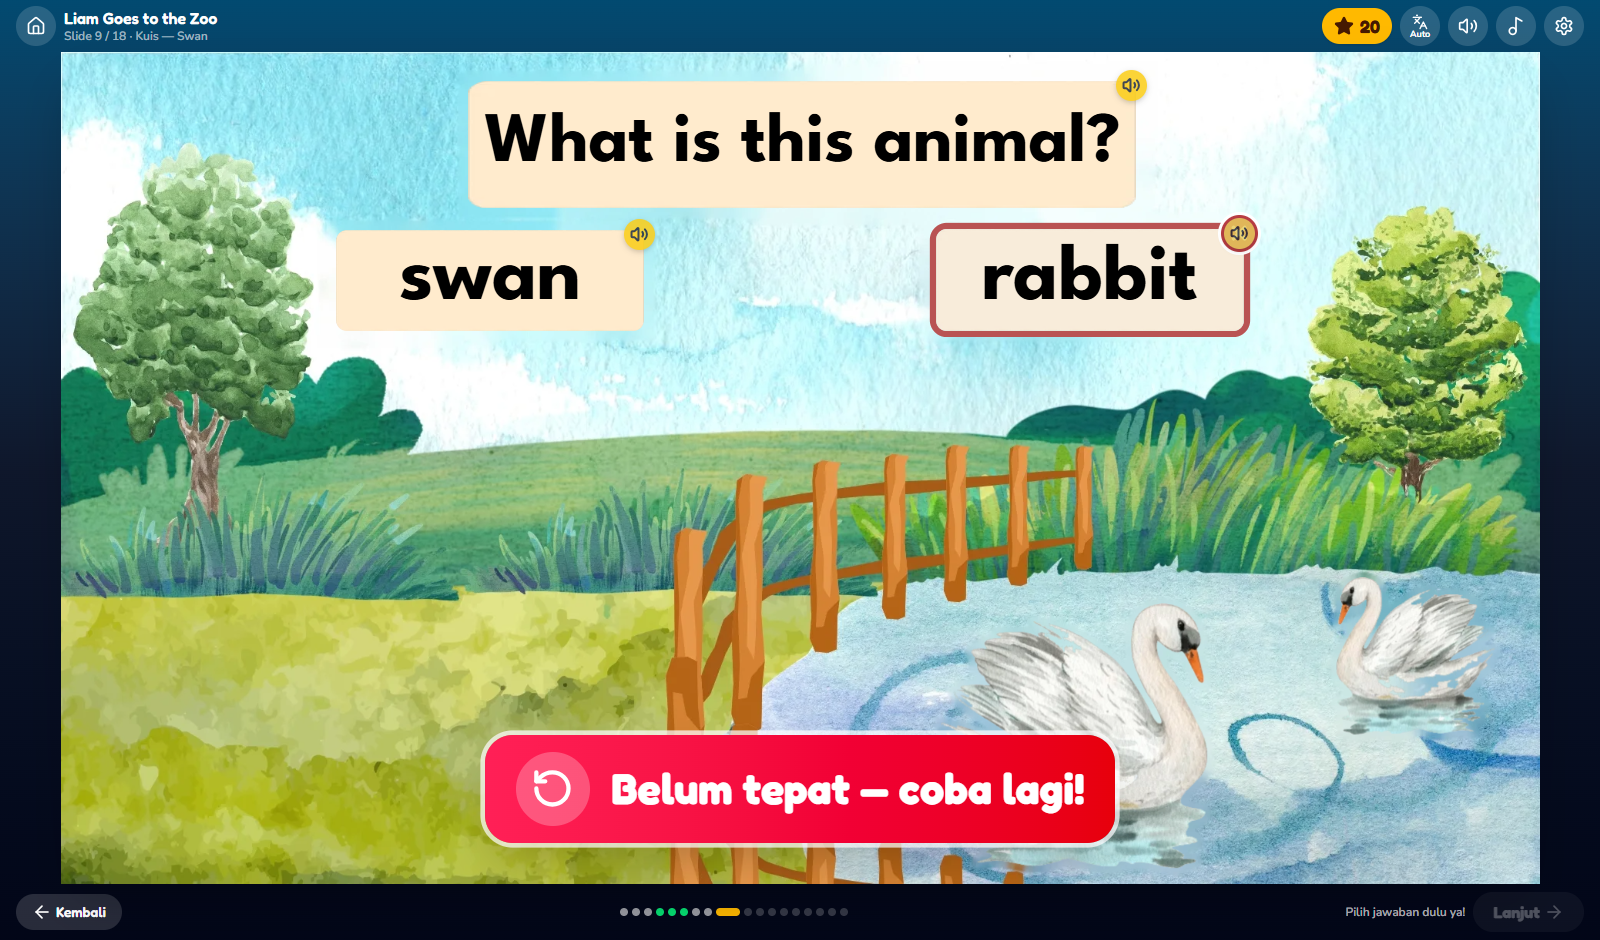 Liam Goes to the Zoo
Slide 9 / 18 · Kuis — Swan
20
Auto
What is this animal?
swan
rabbit
Belum tepat — coba lagi!
Kembali
Pilih jawaban dulu ya!
Lanjut